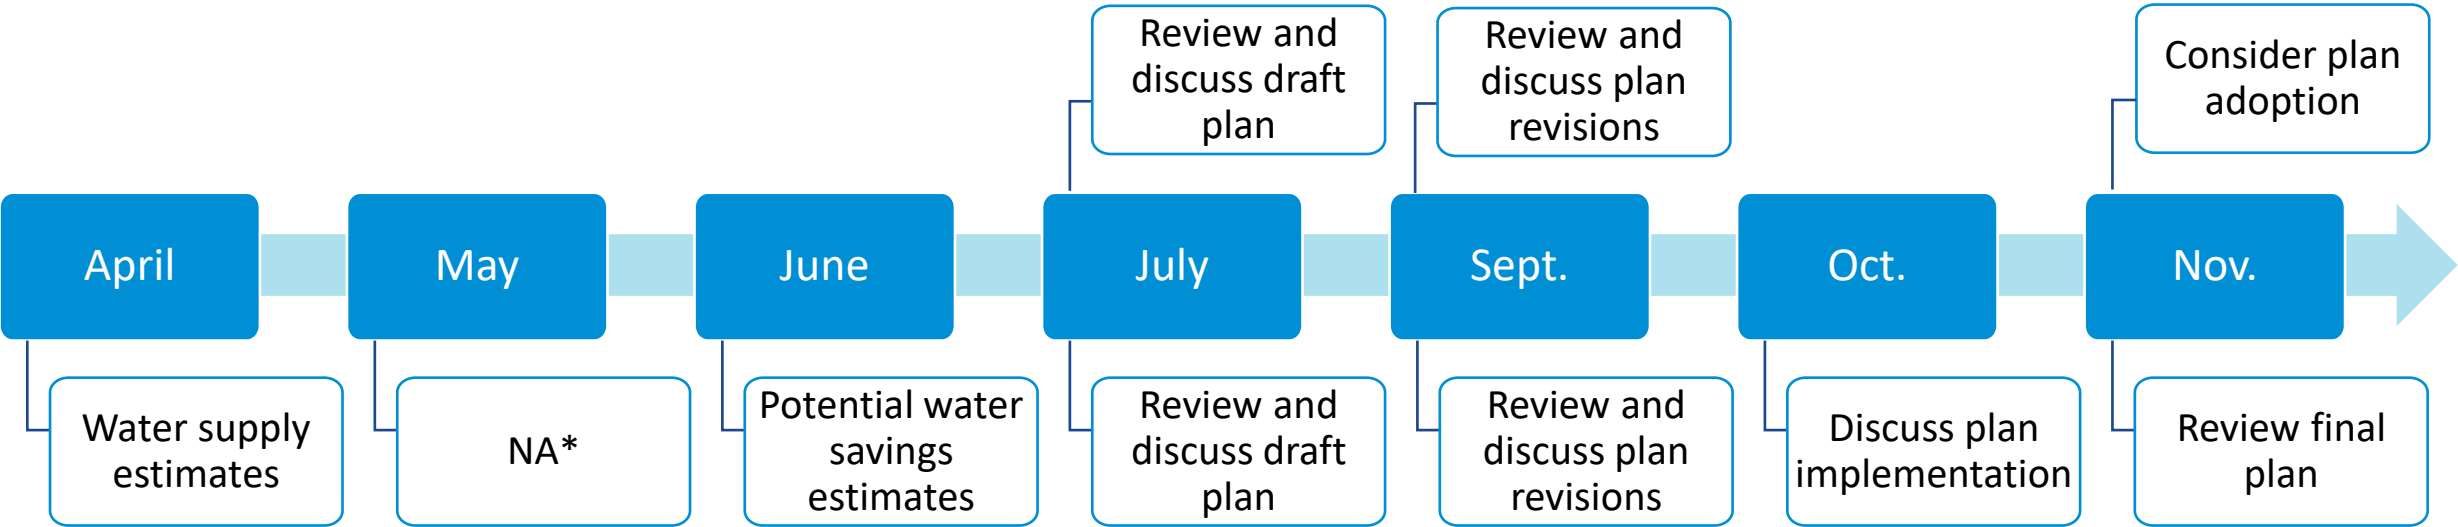 Review and
discuss draft
plan
Review and
discuss plan
revisions
Consider plan
adoption
April
May
June
July
Sept.
Oct.
Nov.
Water supply
estimates
NA*
Potential water
savings
estimates
Review and
discuss draft
plan
Review and
discuss plan
revisions
Discuss plan
implementation
Review final
plan